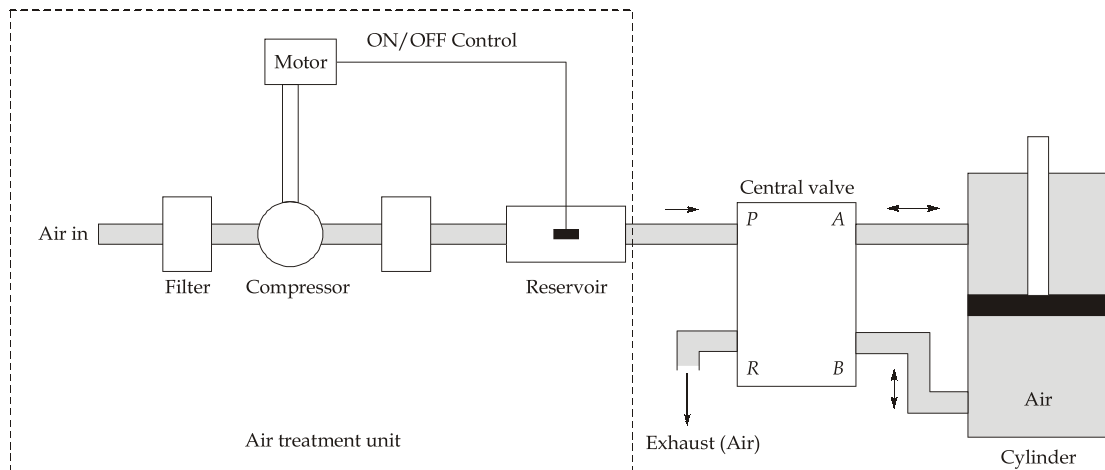 ON/OFF Control
Motor
Central valve
P
A
Air in
Filter
Compressor
Reservoir
R
B
Air
Air treatment unit
Exhaust (Air)
Cylinder